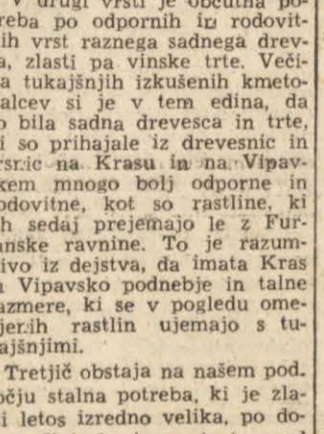 V drugi vrsti je občutna po-
reba po odpornih in rodovit-
ih vrst raznega sadnega drev-
a, zlasti pa vinske trte. Veči-
a tukajšnjih izkušenih kmeto-
alcev si je v tem edina, da
o bila sadna drevesca in trte,
i so prihajale iz drevesnic in
rsnic na Krasu in na Vipav-
kem mnogo bolj odporne in
odovitne, kot so rastline, ki
h sedaj prejemajo le z Fur-
anske ravnine. To je razum-
ivo iz dejstva, da imata Kras
n Vipavsko podnebje in talne
azmere, ki se v pogledu ome-
jenih rastlin ujemajo s tu-
ajšnjimi.
Tretjič obstaja na našem pod.
očju stalna potreba, ki je zla-
i letos izredno velika, po do-